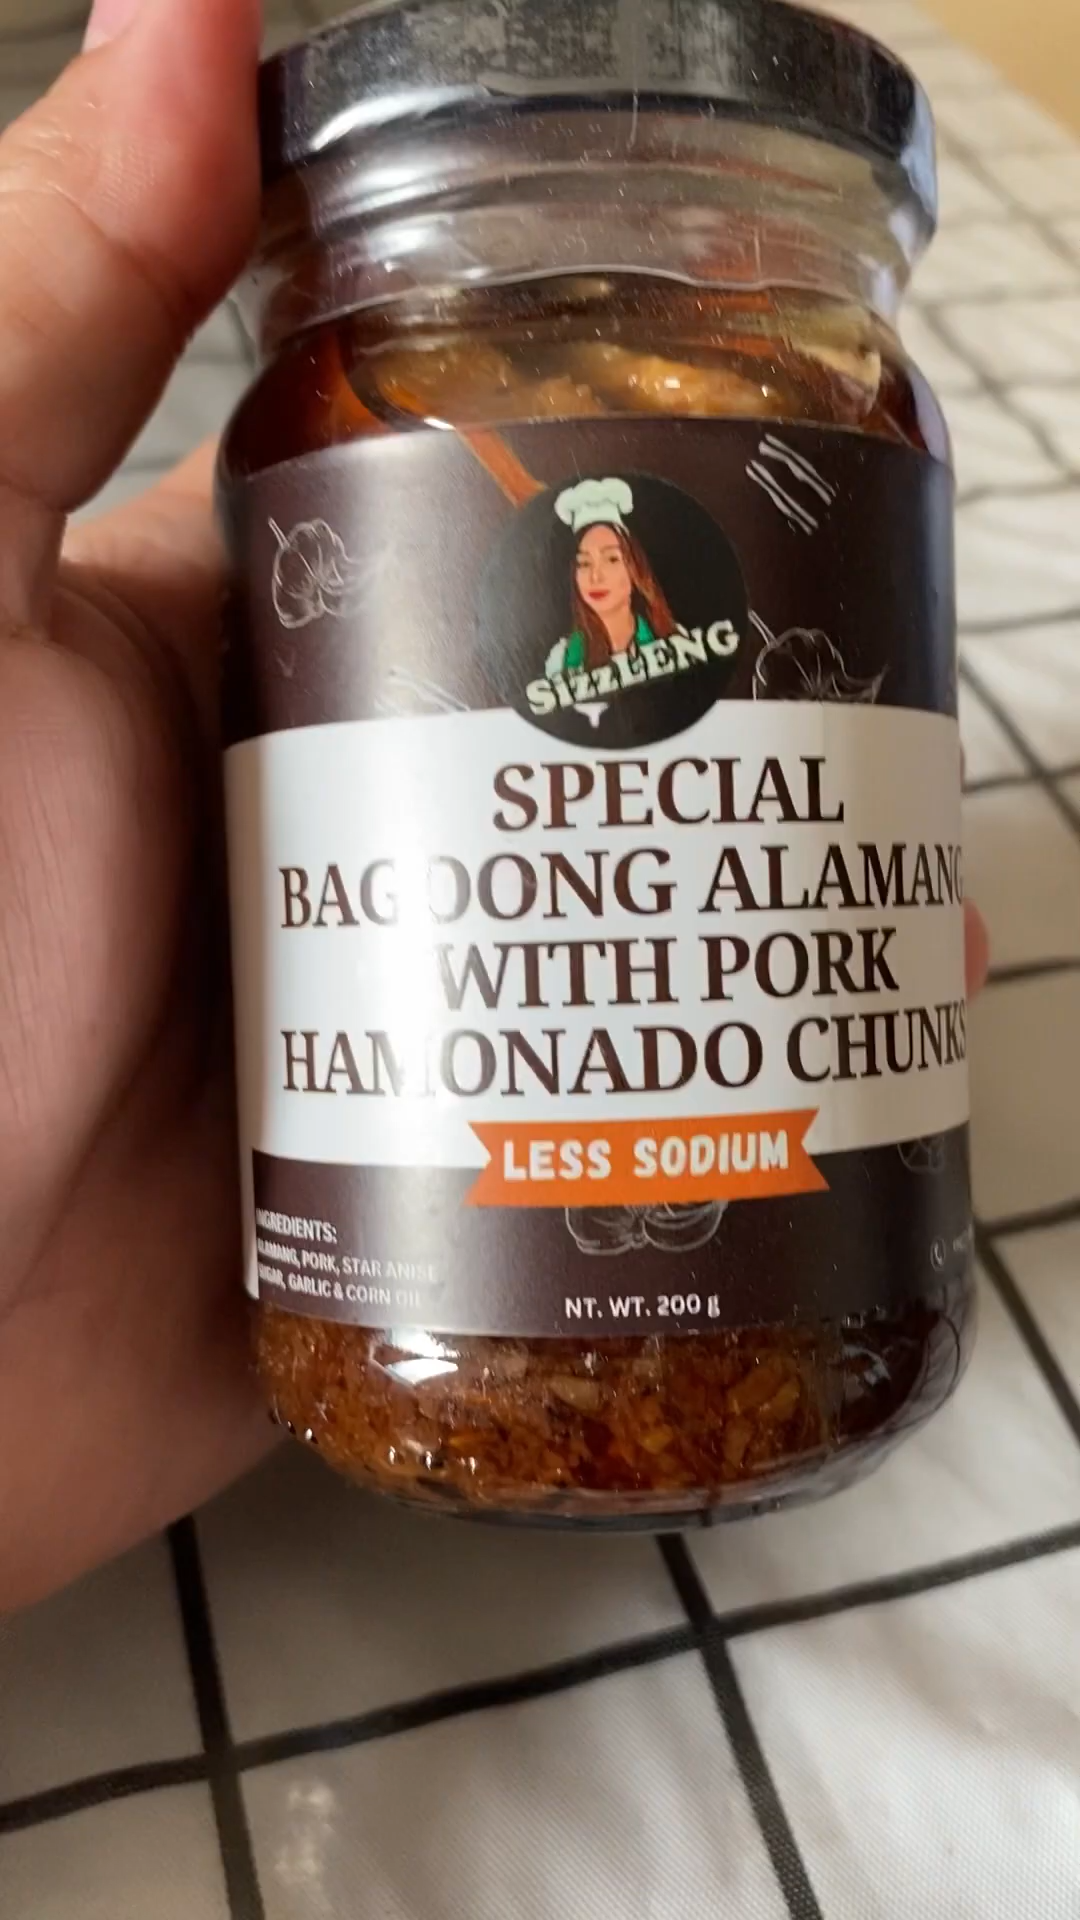 SizzLENG
SPECIAL
BAGOONG ALAMANG
WITH PORK
HAMONADO CHUNKS
LESS SODIUM
INGREDIENTS:
ALAMANG, PORK, STAR ANISE
SUGAR, GARLIC & CORN OIL
NT. WT. 200 g